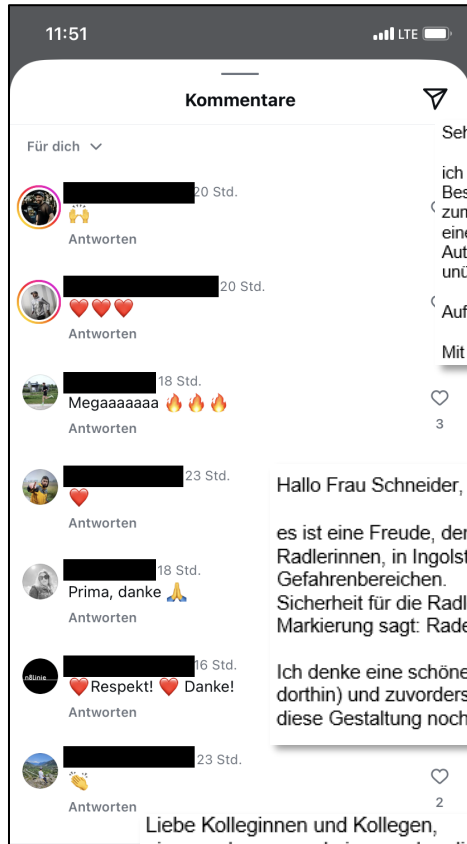 11:51
LTE
Kommentare
Für dich
20 Std.
🙌
Antworten
20 Std.
❤️❤️❤️
Antworten
18 Std.
Megaaaaaaa 🔥🔥🔥
3
Antworten
23 Std.
❤️
Antworten
18 Std.
Prima, danke 🙏
Antworten
n8linie
16 Std.
❤️Respekt! ❤️ Danke!
Antworten
23 Std.
👏
2
Antworten
Seh
ich
Bes
zum
eine
Aut
unü
Auf
Mit
Hallo Frau Schneider,
es ist eine Freude, der
Radlerinnen, in Ingolst
Gefahrenbereichen.
Sicherheit für die Radl
Markierung sagt: Rade
Ich denke eine schöne
dorthin) und zuvorders
diese Gestaltung noch
Liebe Kolleginnen und Kollegen,